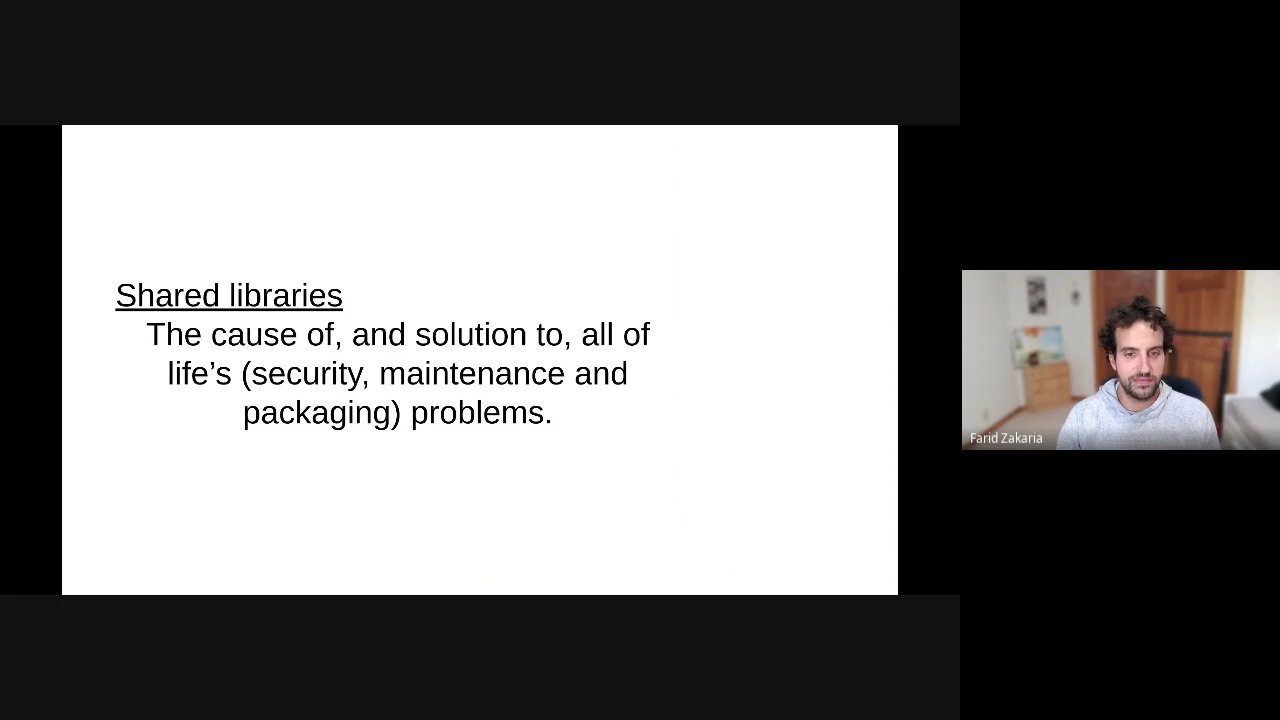 Shared libraries
The cause of, and solution to, all of
life’s (security, maintenance and
packaging) problems.
Farid Zakaria